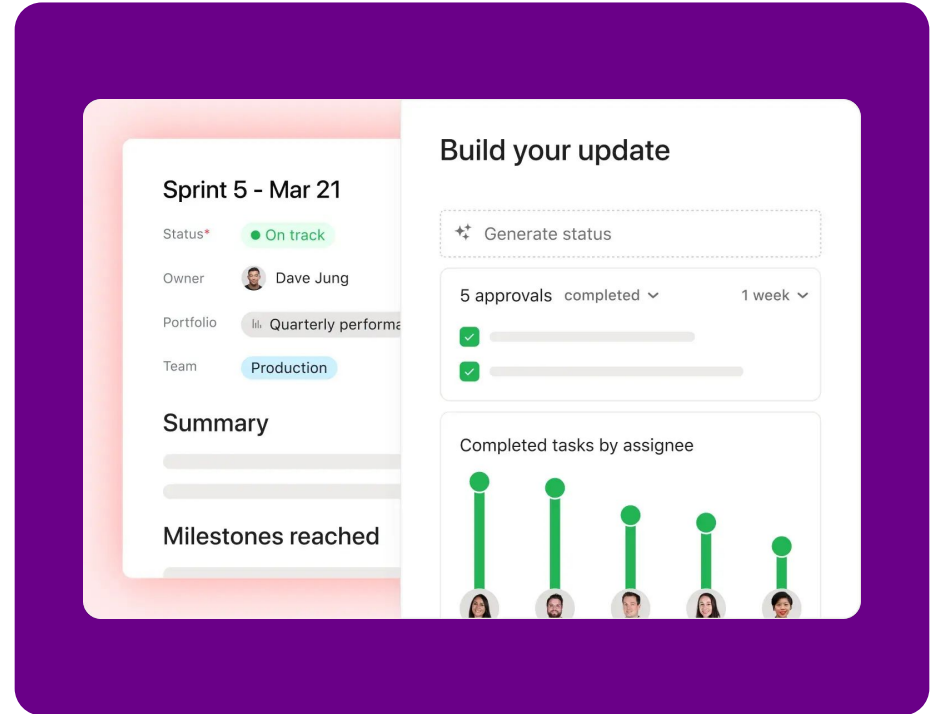 Sprint 5 - Mar 21
Status* On track
Owner Dave Jung
Portfolio Quarterly
Team Production
Summary
Milestones reached
Build your update
Generate status
5 approvals completed 1 week
Completed tasks by assignee